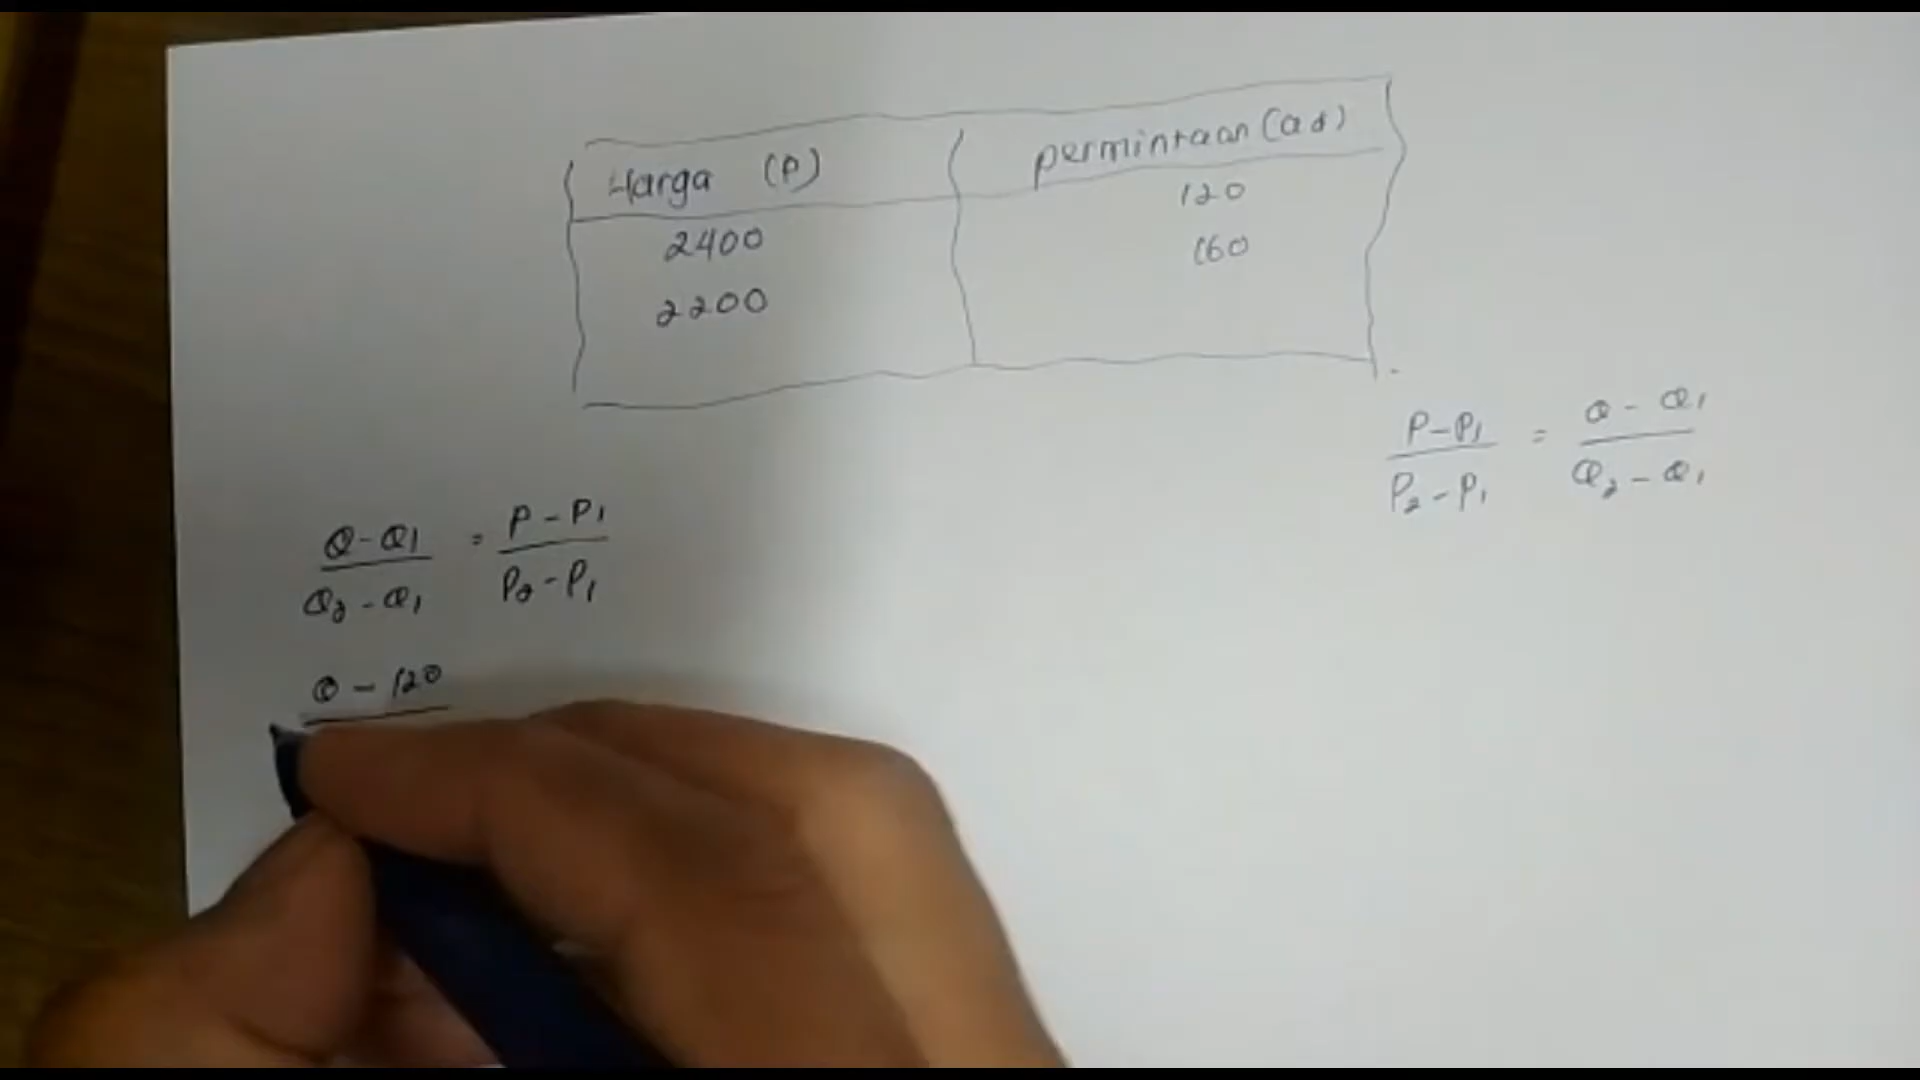 Harga (P) permintaan (Qd)
2400 120
2200 160
P-P1 / P2-P1 = Q-Q1 / Q2-Q1
Q-Q1 / Q2-Q1 = P-P1 / P2-P1
Q-120